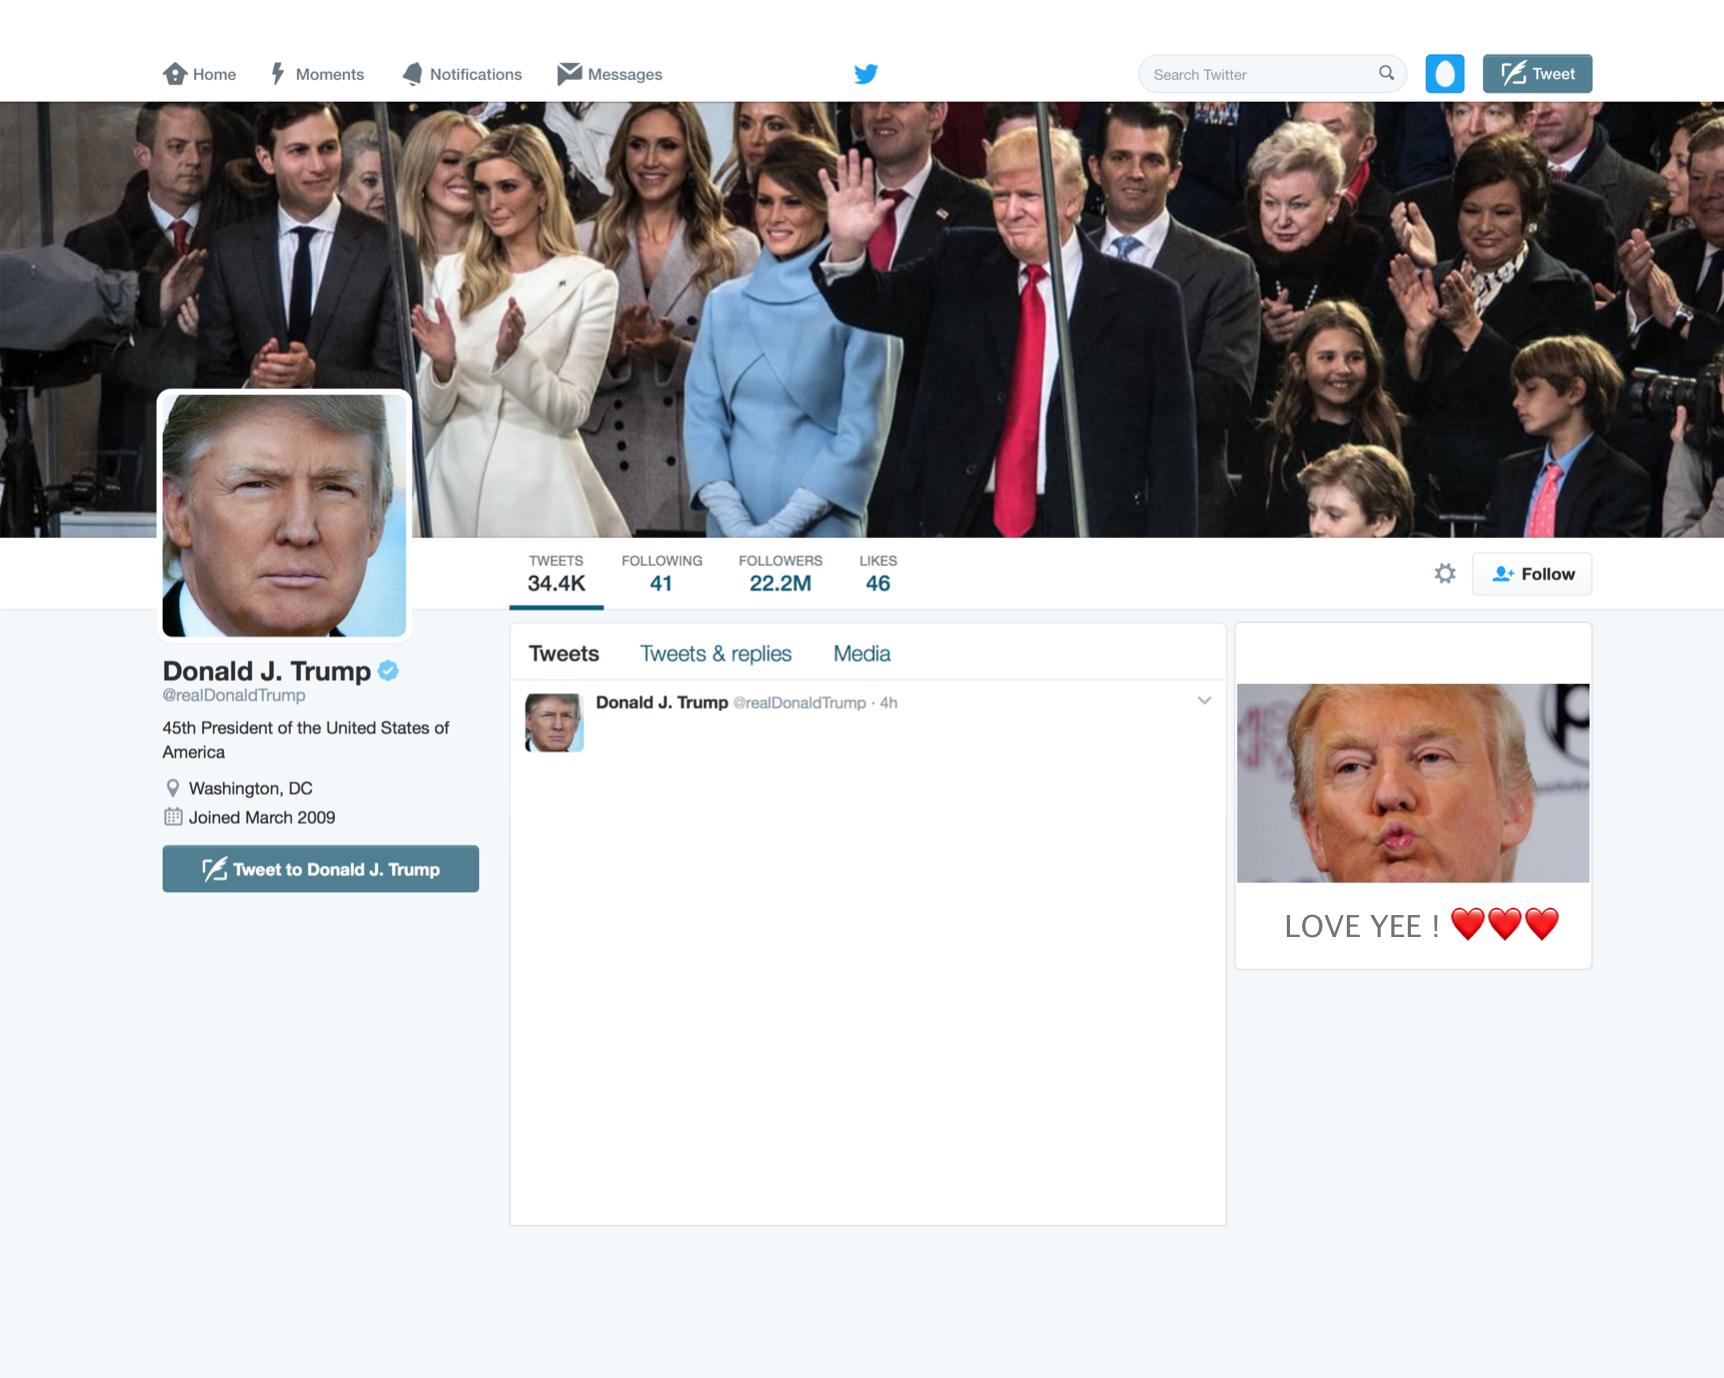 Home
Moments
Notifications
Messages
Search Twitter
Tweet
TWEETS
34.4K
FOLLOWING
41
FOLLOWERS
22.2M
LIKES
46
Follow
Donald J. Trump
@realDonaldTrump
45th President of the United States of
America
Washington, DC
Joined March 2009
Tweet to Donald J. Trump
Tweets
Tweets & replies
Media
Donald J. Trump @realDonaldTrump · 4h
LOVE YEE ! ❤️❤️❤️